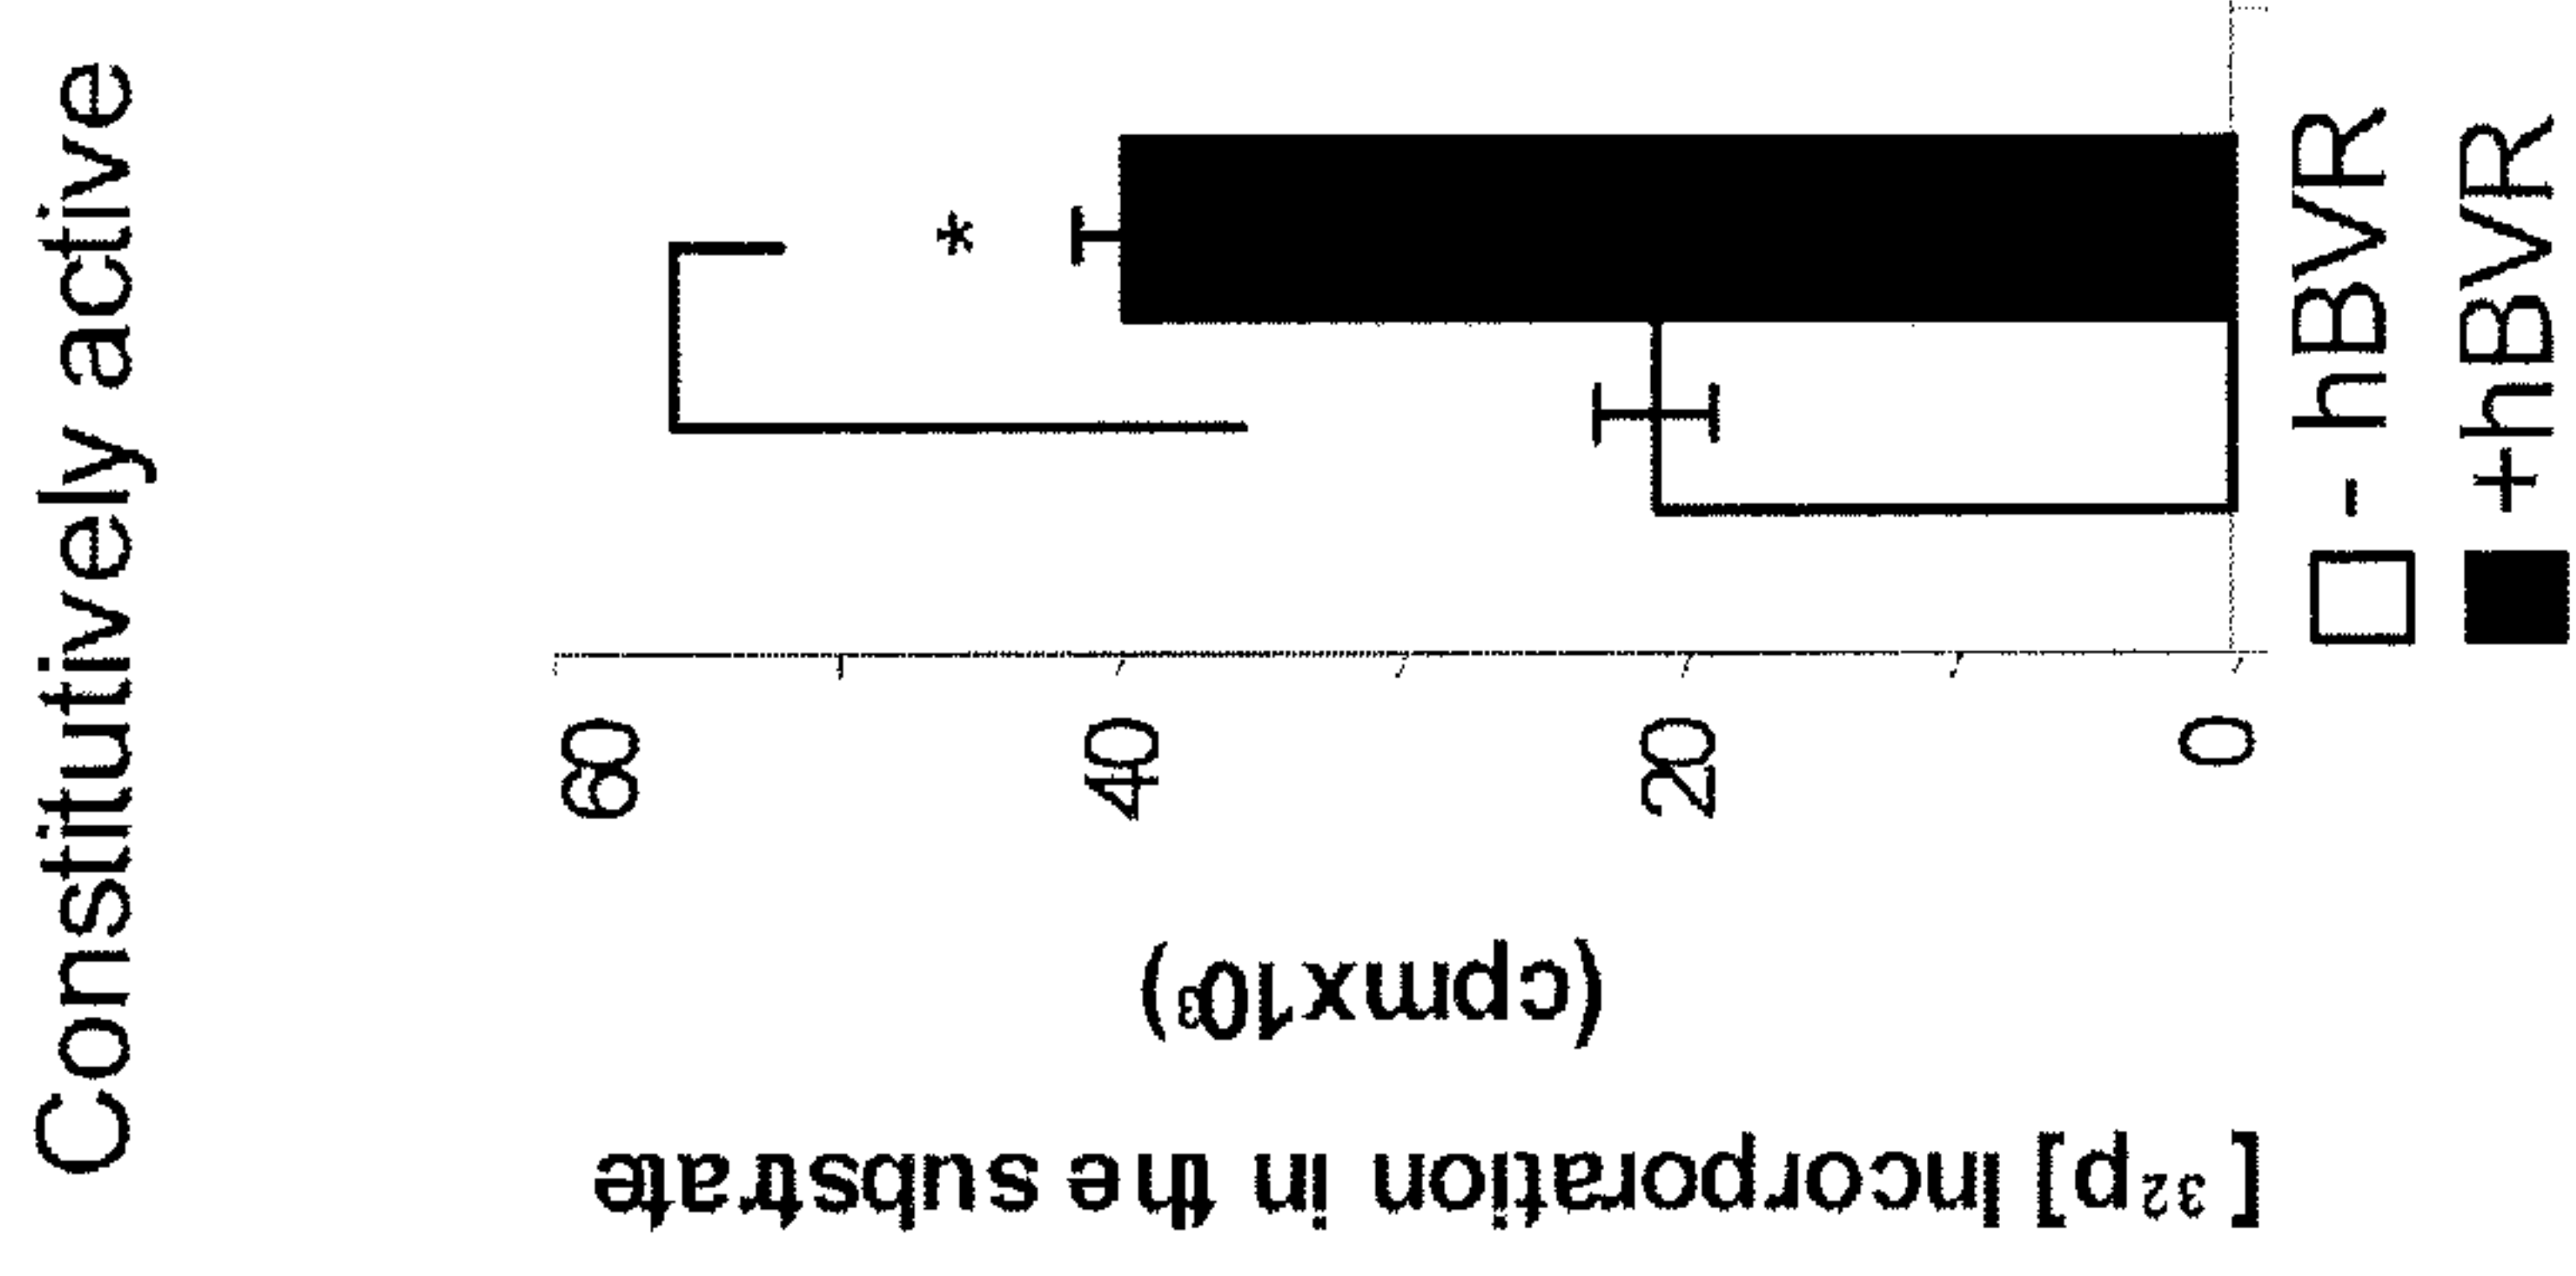 Constitutively active
[ ³²p] Incorporation in the substrate
(cpmx10³)
60
40
20
0
*
- hBVR
+hBVR